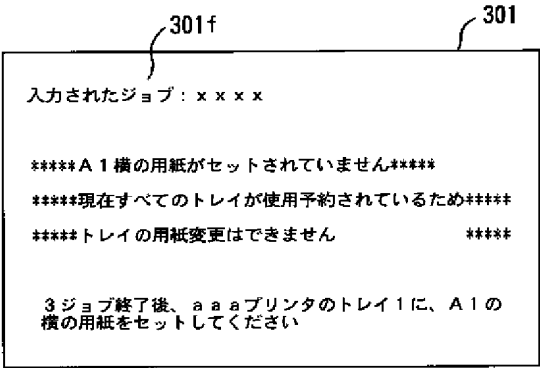 301f
301
入力されたジョブ：ｘｘｘｘ
*****Ａ１横の用紙がセットされていません*****
*****現在すべてのトレイが使用予約されているため*****
*****トレイの用紙変更はできません *****
３ジョブ終了後、ａａａプリンタのトレイ１に、Ａ１の
横の用紙をセットしてください